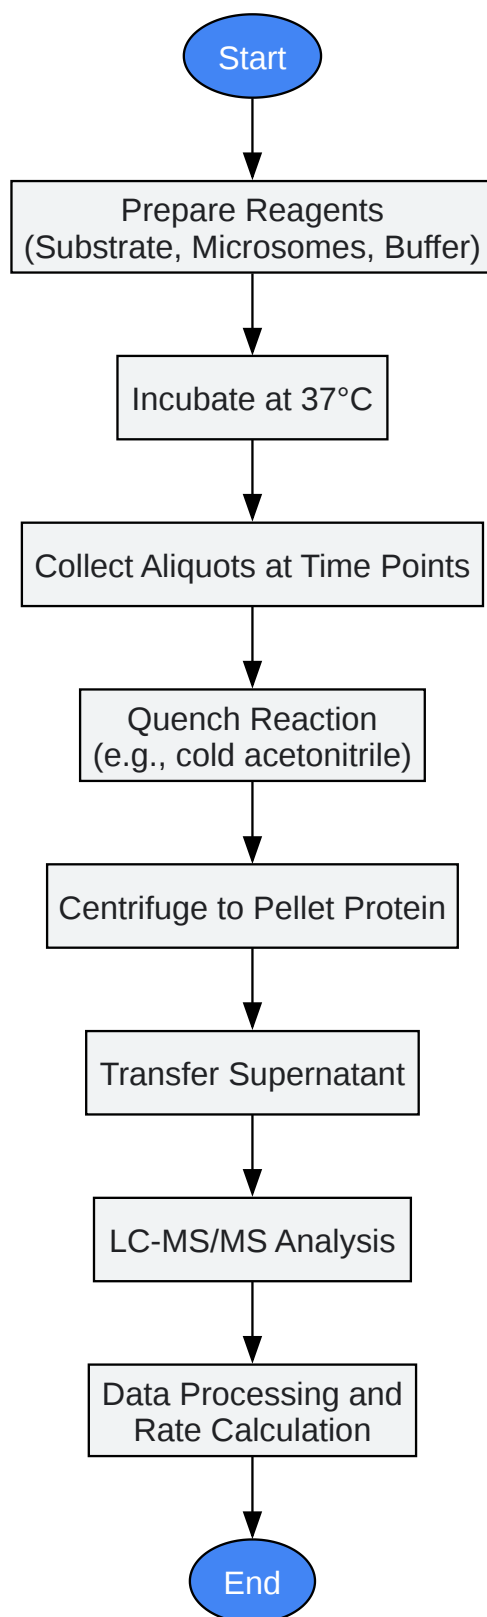 Start
Prepare Reagents
(Substrate, Microsomes, Buffer)
Incubate at 37°C
Collect Aliquots at Time Points
Quench Reaction
(e.g., cold acetonitrile)
Centrifuge to Pellet Protein
Transfer Supernatant
LC-MS/MS Analysis
Data Processing and
Rate Calculation
End